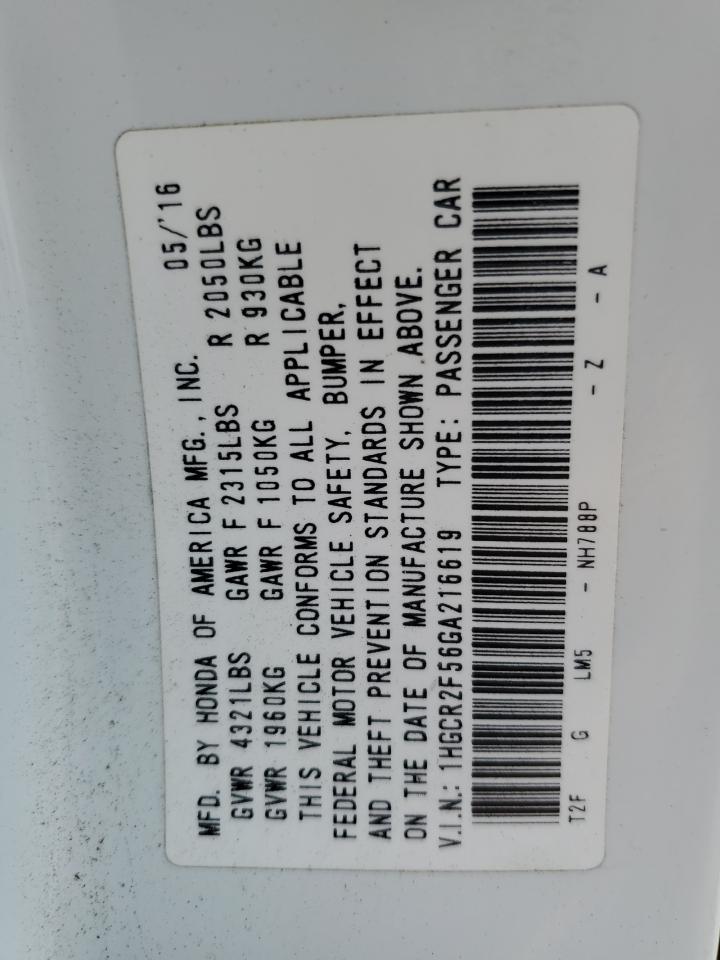 MFD. BY HONDA OF AMERICA MFG., INC. 05/'16
GVWR 4321LBS GAWR F 2315LBS R 2050LBS
GVWR 1960KG GAWR F 1050KG R 930KG
THIS VEHICLE CONFORMS TO ALL APPLICABLE
FEDERAL MOTOR VEHICLE SAFETY, BUMPER,
AND THEFT PREVENTION STANDARDS IN EFFECT
ON THE DATE OF MANUFACTURE SHOWN ABOVE.
V.I.N.: 1HGCR2F56GA216619 TYPE: PASSENGER CAR
T2F G LM5 - NH788P - Z - A